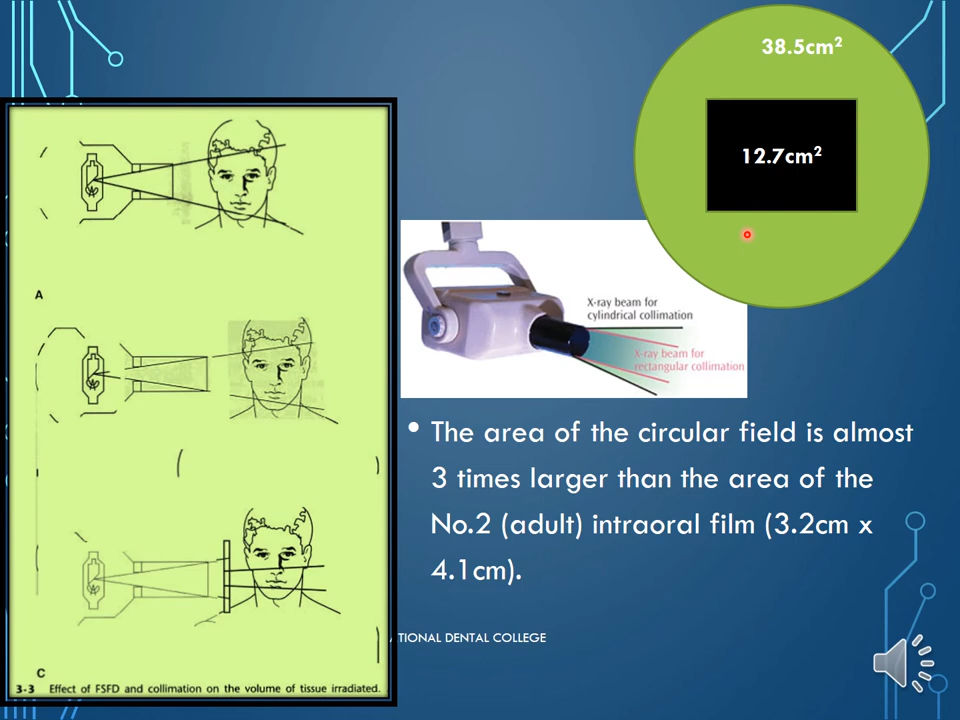 38.5cm²
12.7cm²
A
X-ray beam for
cylindrical collimation
X-ray beam for
rectangular collimation
• The area of the circular field is almost
3 times larger than the area of the
No.2 (adult) intraoral film (3.2cm x
4.1cm).
ATIONAL DENTAL COLLEGE
C
3-3 Effect of FSFD and collimation on the volume of tissue irradiated.